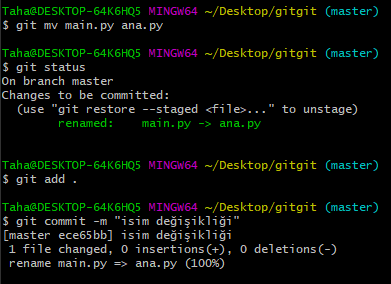 Taha@DESKTOP-64K6HQ5 MINGW64 ~/Desktop/gitgit (master)
$ git mv main.py ana.py
Taha@DESKTOP-64K6HQ5 MINGW64 ~/Desktop/gitgit (master)
$ git status
On branch master
Changes to be committed:
  (use "git restore --staged <file>..." to unstage)
        renamed:    main.py -> ana.py
Taha@DESKTOP-64K6HQ5 MINGW64 ~/Desktop/gitgit (master)
$ git add .
Taha@DESKTOP-64K6HQ5 MINGW64 ~/Desktop/gitgit (master)
$ git commit -m "isim değişikliği"
[master ece65bb] isim değişikliği
 1 file changed, 0 insertions(+), 0 deletions(-)
 rename main.py => ana.py (100%)